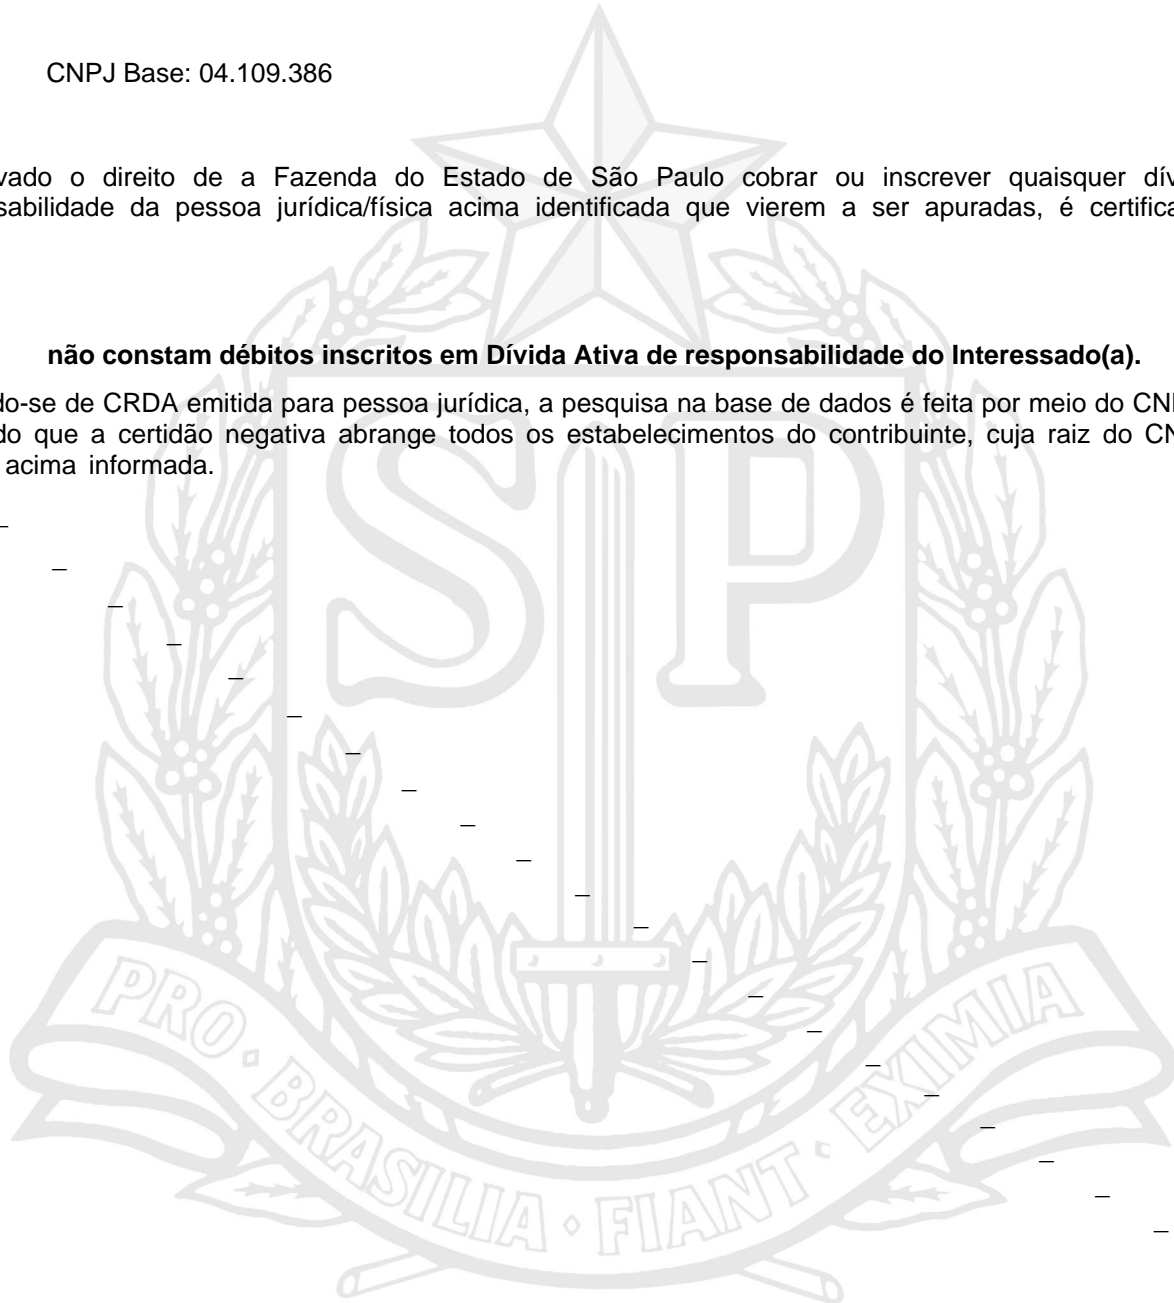 CNPJ Base: 04.109.386
vado o direito de a Fazenda do Estado de São Paulo cobrar ou inscrever quaisquer dív
sabilidade da pessoa jurídica/física acima identificada que vierem a ser apuradas, é certifica
não constam débitos inscritos em Dívida Ativa de responsabilidade do Interessado(a).
do-se de CRDA emitida para pessoa jurídica, a pesquisa na base de dados é feita por meio do CN
do que a certidão negativa abrange todos os estabelecimentos do contribuinte, cuja raiz do CN
acima informada.
SP
PRO · BRASILIA · FIANT · EXIMIA